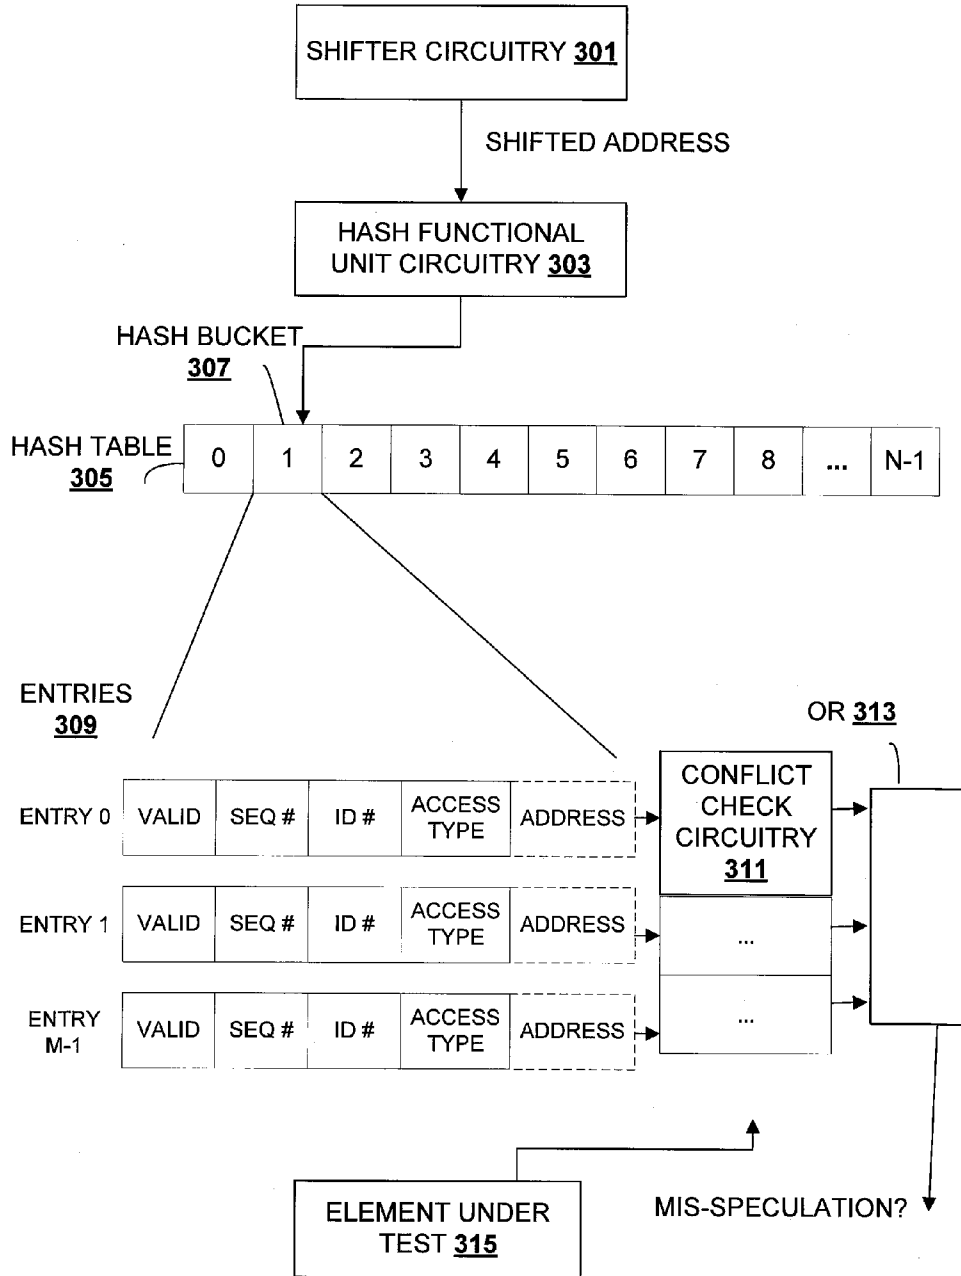 SHIFTER CIRCUITRY 301
SHIFTED ADDRESS
HASH FUNCTIONAL
UNIT CIRCUITRY 303
HASH BUCKET
307
HASH TABLE
305
0 1 2 3 4 5 6 7 8 ... N-1
ENTRIES
309
OR 313
CONFLICT
CHECK
CIRCUITRY
311
ENTRY 0 VALID SEQ # ID # ACCESS TYPE ADDRESS
ENTRY 1 VALID SEQ # ID # ACCESS TYPE ADDRESS
...
ENTRY M-1 VALID SEQ # ID # ACCESS TYPE ADDRESS
...
ELEMENT UNDER
TEST 315
MIS-SPECULATION?